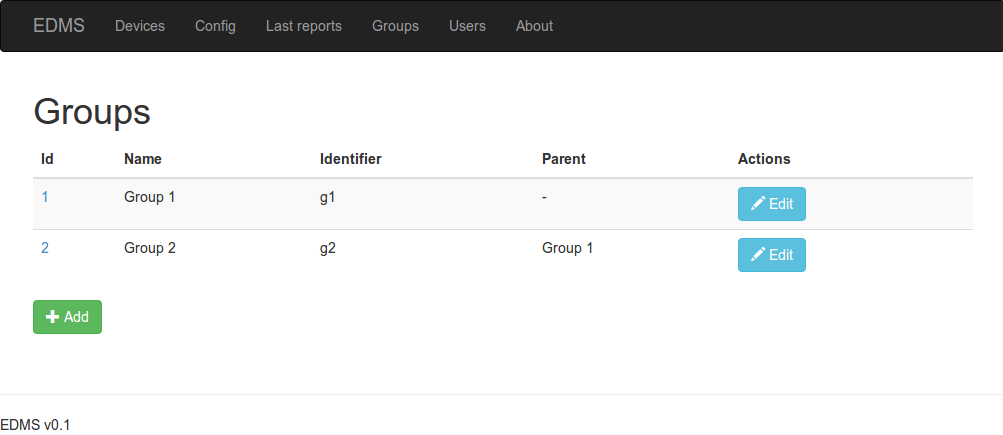 EDMS Devices Config Last reports Groups Users About
Groups
Id Name Identifier Parent Actions
1 Group 1 g1 - Edit
2 Group 2 g2 Group 1 Edit
Add
EDMS v0.1